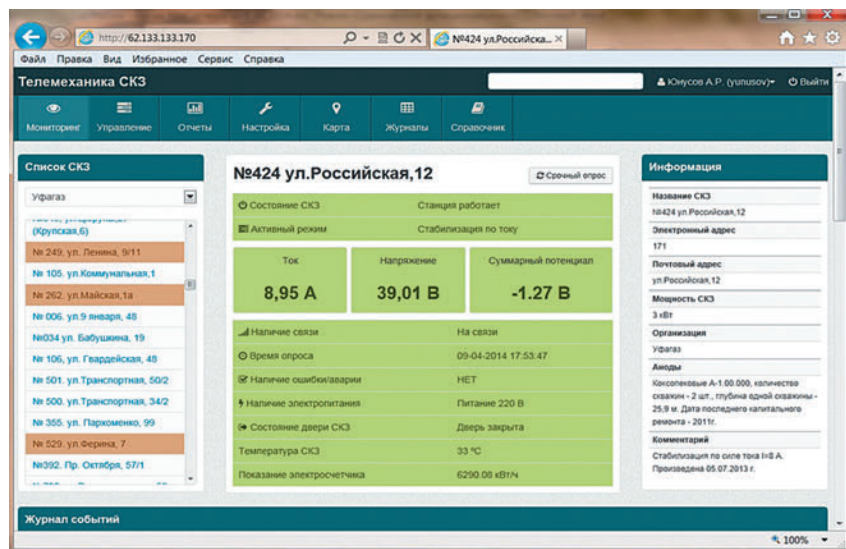 http://62.133.133.170
№424 ул.Российска...
Файл Правка Вид Избранное Сервис Справка
Телемеханика СКЗ
Юнусов А.Р. (yunusov)
Выйти
Мониторинг
Управление
Отчеты
Настройка
Карта
Журналы
Справочник
Список СКЗ
Уфагаз
(Крупская,6)
№ 249, ул. Ленина, 9/11
№ 105. ул.Коммунальная,1
№ 262. ул.Майская,1а
№ 006. ул.9 января, 48
№034 ул. Бабушкина, 19
№ 106, ул. Гвардейская, 48
№ 501. ул.Транспортная, 50/2
№ 500. ул.Транспортная, 34/2
№ 355. ул. Пархоменко, 99
№ 529. ул.Ферина, 7
№392. Пр. Октября, 57/1
№424 ул.Российская,12
Срочный опрос
Состояние СКЗ Станция работает
Активный режим Стабилизация по току
Ток
8,95 А
Напряжение
39,01 В
Суммарный потенциал
-1.27 В
Наличие связи На связи
Время опроса 09-04-2014 17:53:47
Наличие ошибки/аварии НЕТ
Наличие электропитания Питание 220 В
Состояние двери СКЗ Дверь закрыта
Температура СКЗ 33 ºС
Показание электросчетчика 6290.08 кВт/ч
Информация
Название СКЗ
№424 ул.Российская,12
Электронный адрес
171
Почтовый адрес
ул.Российская,12
Мощность СКЗ
3 кВт
Организация
Уфагаз
Аноды
Коксопековые А-1.00.000, количество
скважин - 2 шт., глубина одной скважины -
25,9 м. Дата последнего капитального
ремонта - 2011г.
Комментарий
Стабилизация по силе тока I=8 А.
Произведена 05.07.2013 г.
Журнал событий
100%